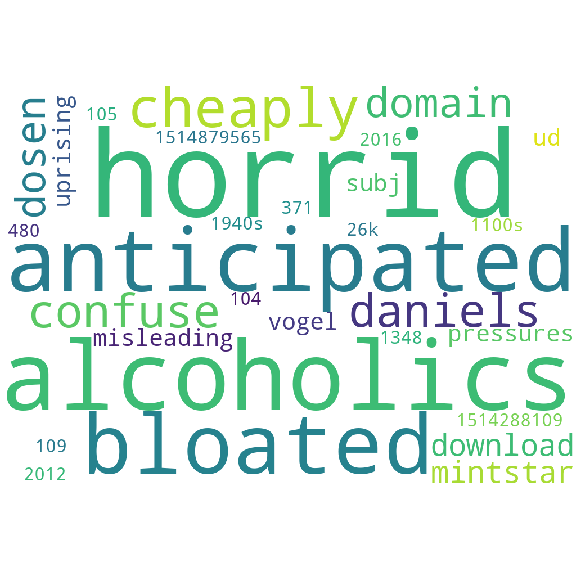 cheaply
domain
dosen
uprising
105
1514879565
2016
ud
horrid
subj
371
1940s
26k
1100s
480
anticipated
104
confuse
vogel
daniels
misleading
1348
pressures
alcoholics
1514288109
bloated
109
download
2012
mintstar